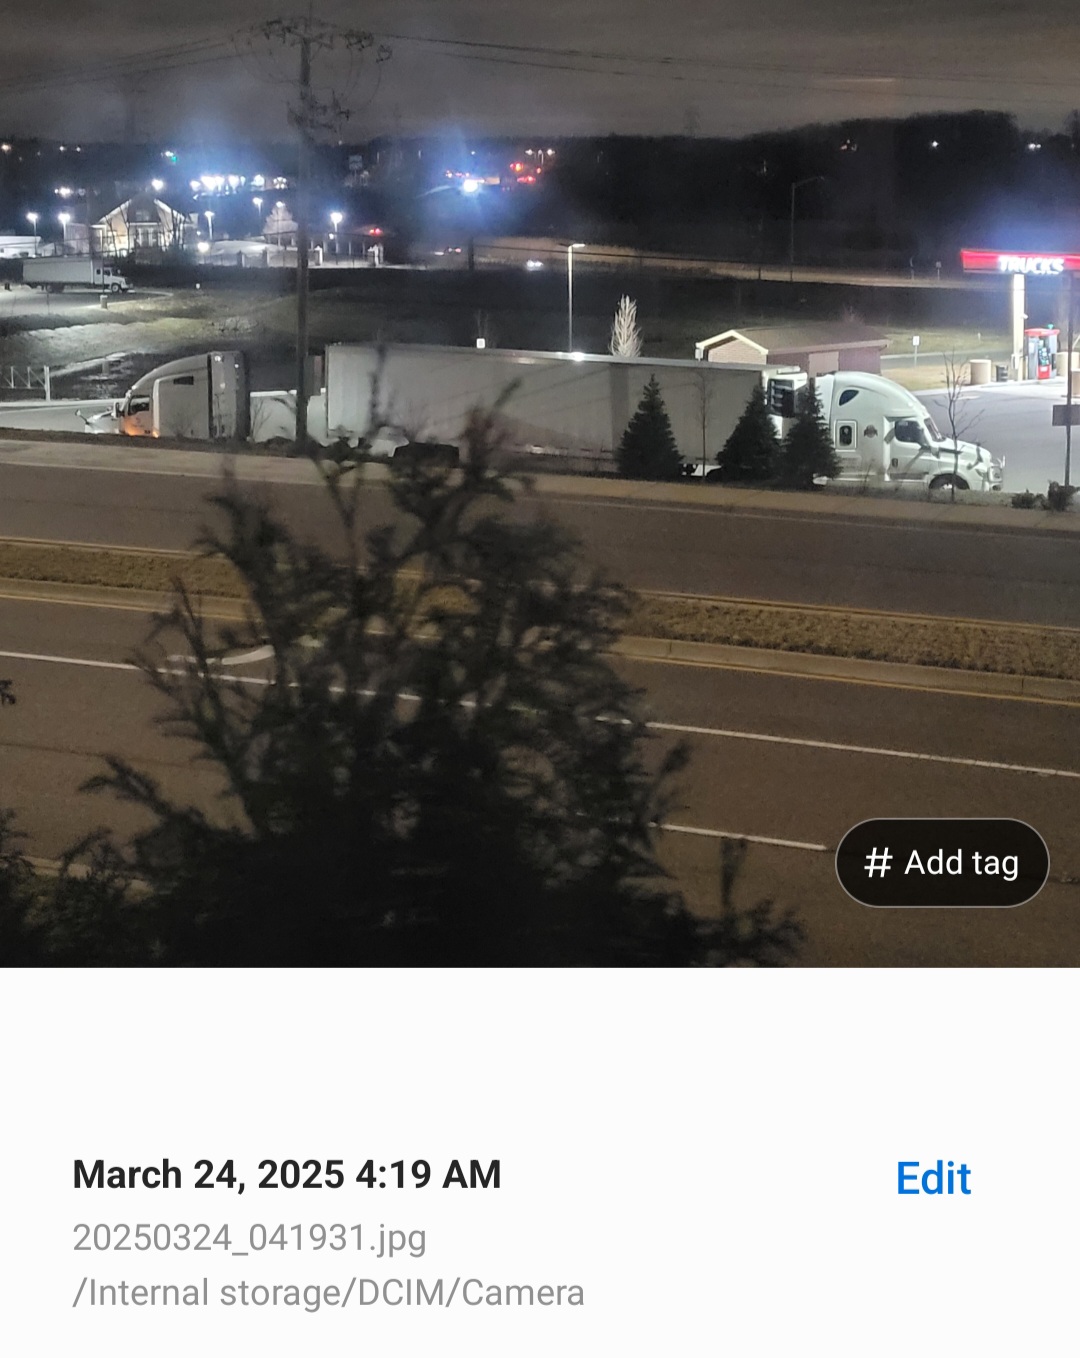 TRUCKS
# Add tag
March 24, 2025 4:19 AM
Edit
20250324_041931.jpg
/Internal storage/DCIM/Camera